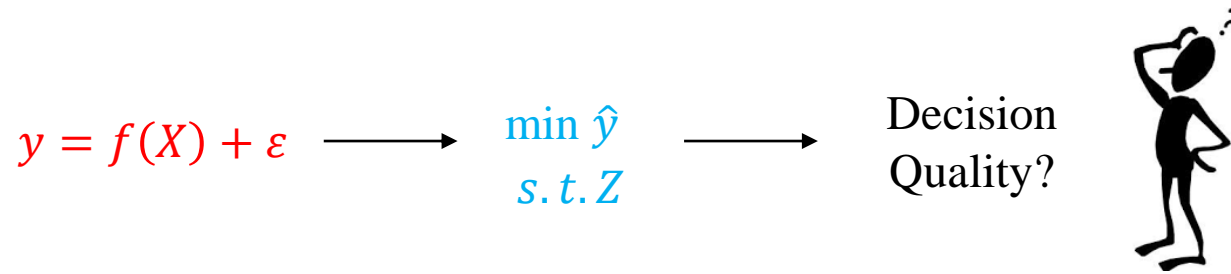 y = f(X) + ε
min ŷ
s.t. Z
Decision
Quality?
?